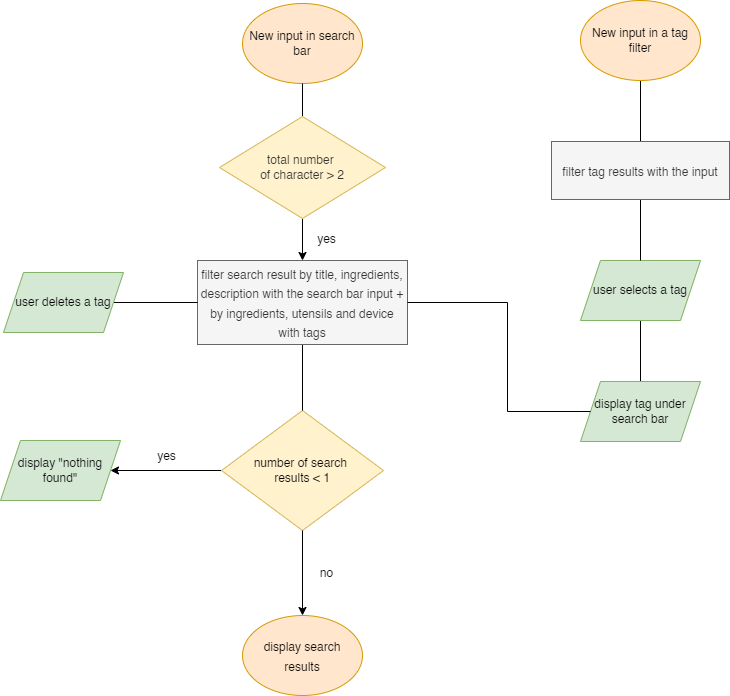 New input in search
bar
New input in a tag
filter
total number
of character > 2
filter tag results with the input
yes
filter search result by title, ingredients,
description with the search bar input +
by ingredients, utensils and device
with tags
user deletes a tag
user selects a tag
display tag under
search bar
number of search
results < 1
yes
display "nothing
found"
no
display search
results